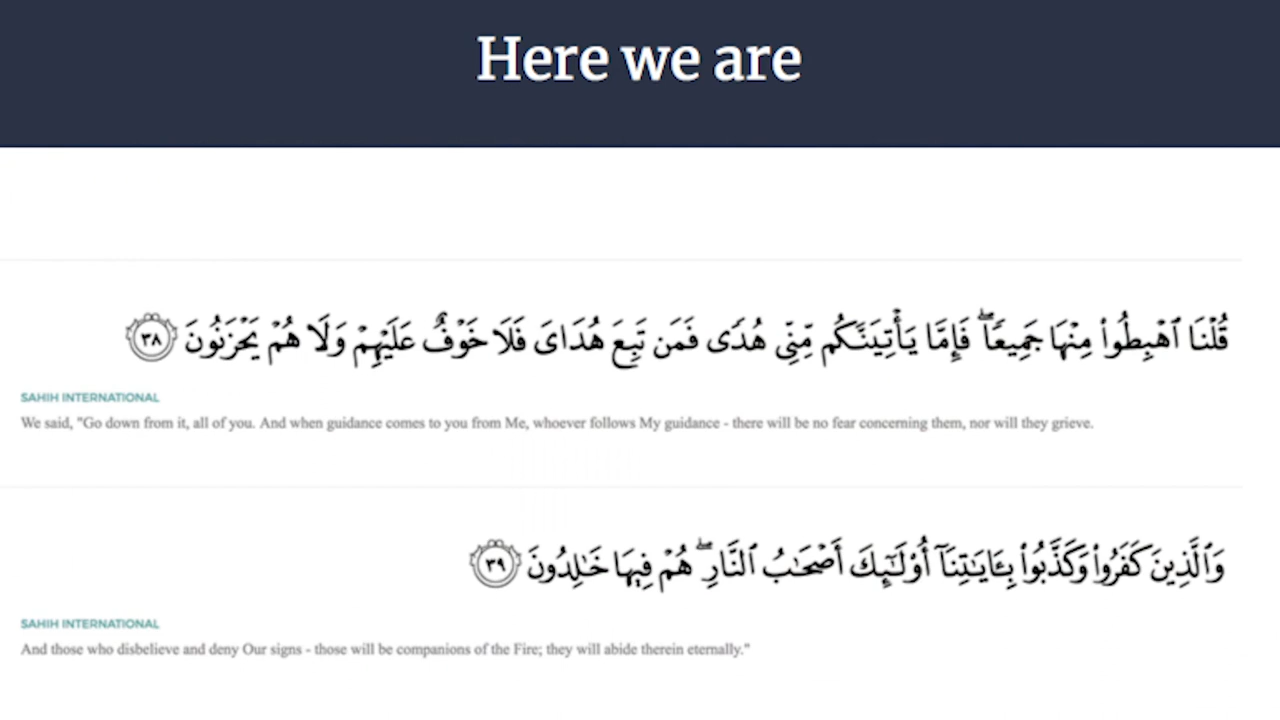 Here we are
قُلْنَا ٱهْبِطُوا۟ مِنْهَا جَمِيعًا ۖ فَإِمَّا يَأْتِيَنَّكُم مِّنِّى هُدًى فَمَن تَبِعَ هُدَاىَ فَلَا خَوْفٌ عَلَيْهِمْ وَلَا هُمْ يَحْزَنُونَ ٣٨
SAHIH INTERNATIONAL
We said, "Go down from it, all of you. And when guidance comes to you from Me, whoever follows My guidance - there will be no fear concerning them, nor will they grieve.
وَٱلَّذِينَ كَفَرُوا۟ وَكَذَّبُوا۟ بِـَٔايَـٰتِنَآ أُو۟لَـٰٓئِكَ أَصْحَـٰبُ ٱلنَّارِ ۖ هُمْ فِيهَا خَـٰلِدُونَ ٣٩
SAHIH INTERNATIONAL
And those who disbelieve and deny Our signs - those will be companions of the Fire; they will abide therein eternally."